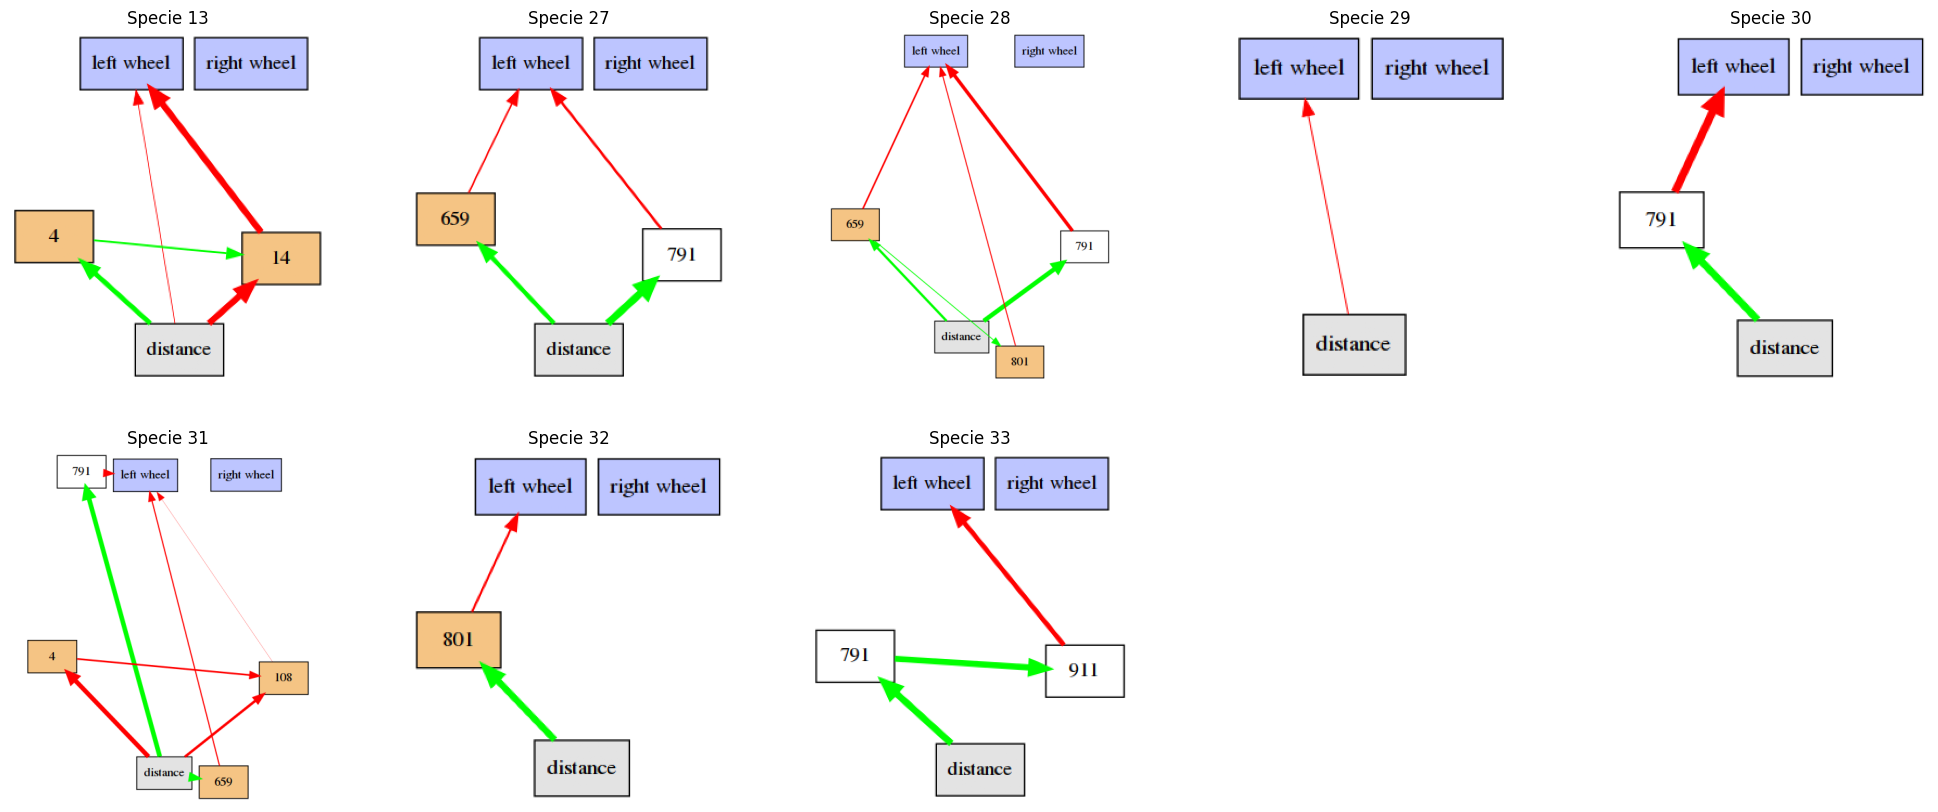 Specie 13
left wheel
right wheel
4
14
distance
Specie 27
left wheel
right wheel
659
791
distance
Specie 28
left wheel
right wheel
659
791
distance
801
Specie 29
left wheel
right wheel
distance
Specie 30
left wheel
right wheel
791
distance
Specie 31
791
left wheel
right wheel
4
108
distance
659
Specie 32
left wheel
right wheel
801
distance
Specie 33
left wheel
right wheel
791
911
distance